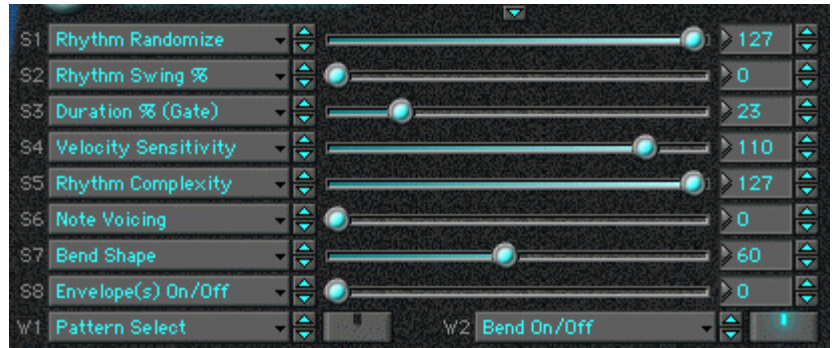 S1 Rhythm Randomize 127
S2 Rhythm Swing % 0
S3 Duration % (Gate) 23
S4 Velocity Sensitivity 110
S5 Rhythm Complexity 127
S6 Note Voicing 0
S7 Bend Shape 60
S8 Envelope(s) On/Off 0
W1 Pattern Select W2 Bend On/Off